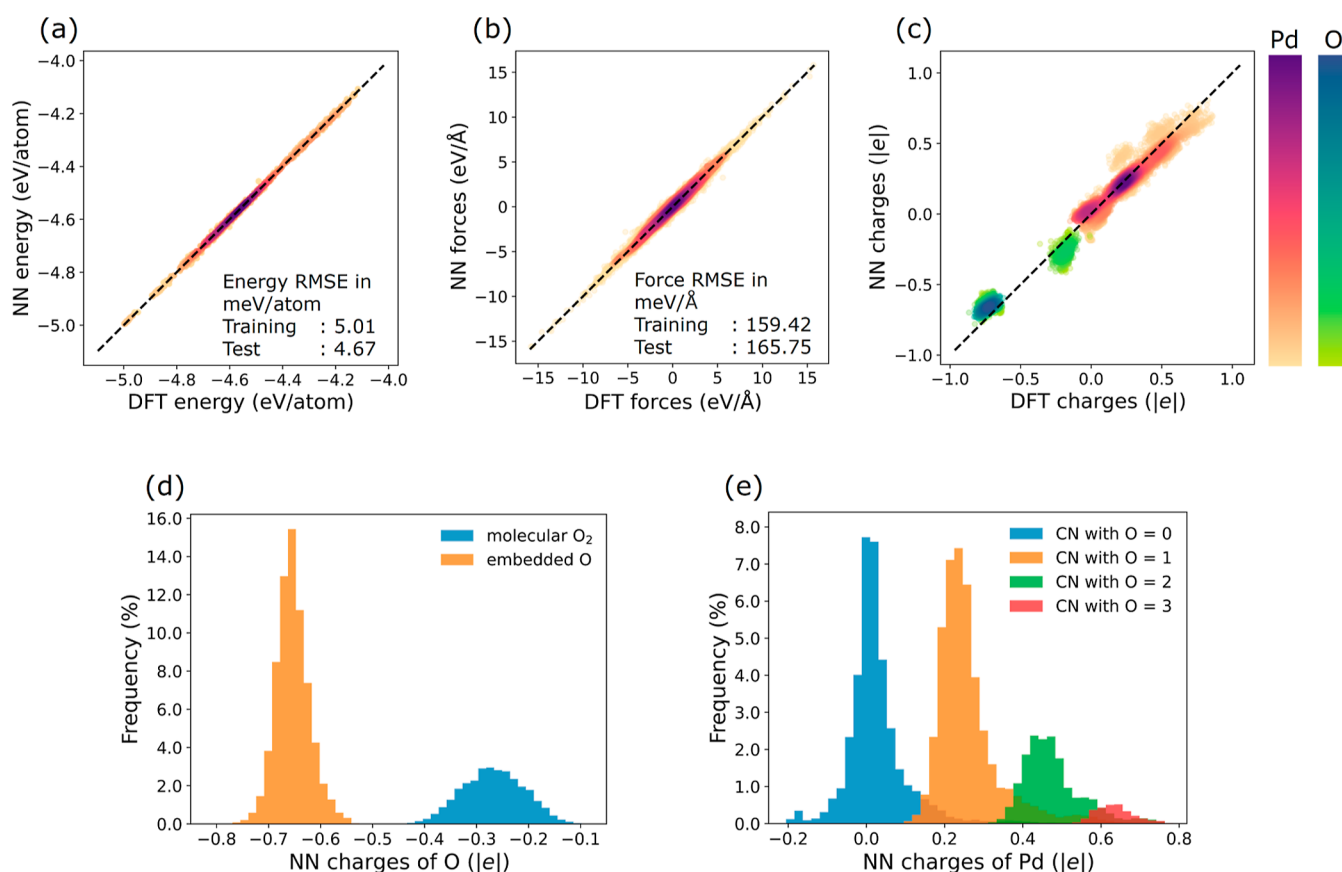 (a)
(b)
(c)
Pd
O
NN energy (eV/atom)
−4.0
−4.2
−4.4
−4.6
−4.8
−5.0
Energy RMSE in
meV/atom
Training : 5.01
Test : 4.67
−5.0 −4.8 −4.6 −4.4 −4.2 −4.0
DFT energy (eV/atom)
NN forces (eV/Å)
15
10
5
0
−5
−10
−15
Force RMSE in
meV/Å
Training : 159.42
Test : 165.75
−15 −10 −5 0 5 10 15
DFT forces (eV/Å)
NN charges (|e|)
1.0
0.5
0.0
−0.5
−1.0
−1.0 −0.5 0.0 0.5 1.0
DFT charges (|e|)
(d)
Frequency (%)
16.0
14.0
12.0
10.0
8.0
6.0
4.0
2.0
0.0
molecular O₂
embedded O
−0.8 −0.7 −0.6 −0.5 −0.4 −0.3 −0.2 −0.1
NN charges of O (|e|)
(e)
Frequency (%)
8.0
7.0
6.0
5.0
4.0
3.0
2.0
1.0
0.0
CN with O = 0
CN with O = 1
CN with O = 2
CN with O = 3
−0.2 0.0 0.2 0.4 0.6 0.8
NN charges of Pd (|e|)